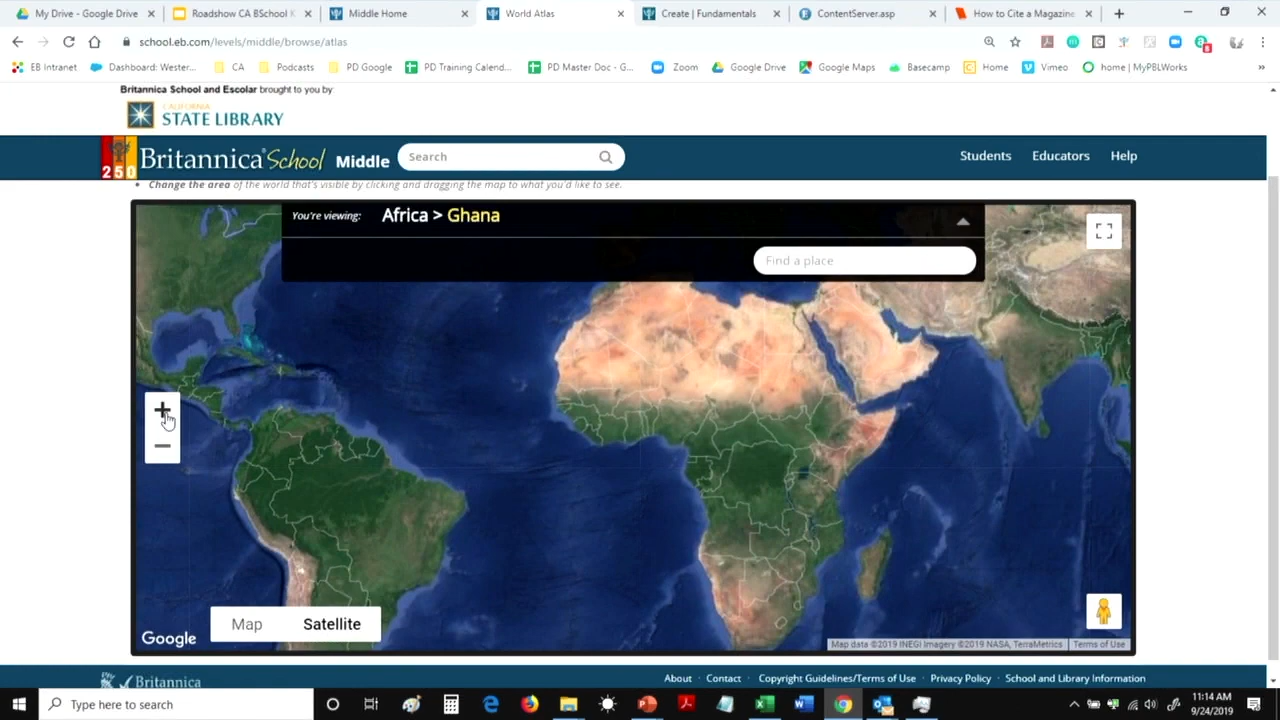 My Drive - Google Drive
Roadshow CA BSchool K
Middle Home
World Atlas
Create | Fundamentals
ContentServer.asp
How to Cite a Magazine
school.eb.com/levels/middle/browse/atlas
EB Intranet
Dashboard: Wester...
CA
Podcasts
PD Google
PD Training Calend...
PD Master Doc - G...
Zoom
Google Drive
Google Maps
Basecamp
Home
Vimeo
home | MyPBLWorks
»
Britannica School and Escolar brought to you by
CALIFORNIA
STATE LIBRARY
250
Britannica School Middle
Search
Students
Educators
Help
• Change the area of the world that's visible by clicking and dragging the map to what you'd like to see.
You're viewing: Africa > Ghana
Find a place
+
−
Map
Satellite
Google
Map data ©2019 INEGI Imagery ©2019 NASA, TerraMetrics
Terms of Use
Britannica
About · Contact · Copyright Guidelines/Terms of Use · Privacy Policy · School and Library Information
Type here to search
11:14 AM
9/24/2019